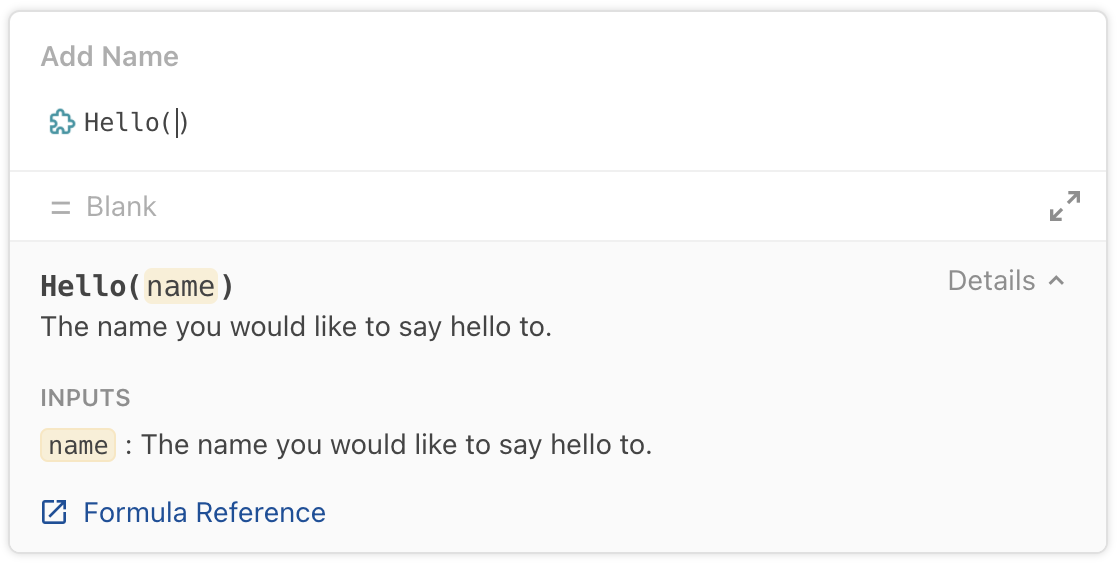 Add Name
Hello()
= Blank
Hello(name)
Details
The name you would like to say hello to.
INPUTS
name : The name you would like to say hello to.
Formula Reference